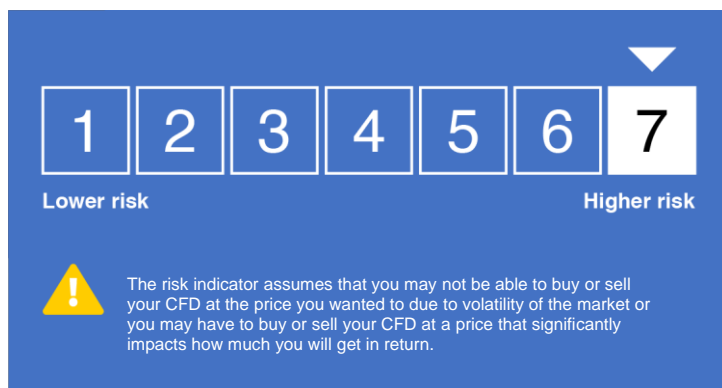 1 2 3 4 5 6 7
Lower risk Higher risk
The risk indicator assumes that you may not be able to buy or sell
your CFD at the price you wanted to due to volatility of the market or
you may have to buy or sell your CFD at a price that significantly
impacts how much you will get in return.